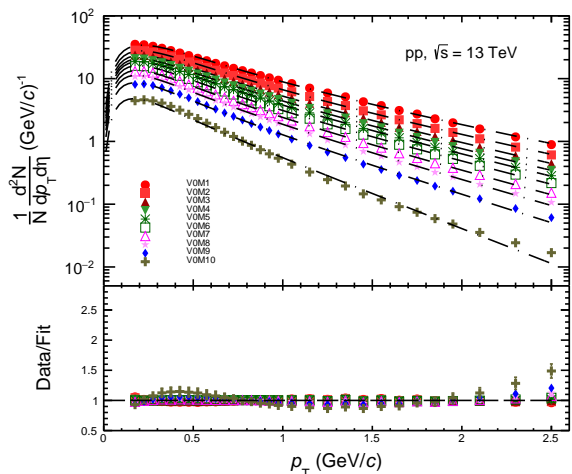 10²
10
1
10⁻¹
10⁻²
1/N d²N/dp_T dη (GeV/c)⁻¹
pp, √s = 13 TeV
V0M1
V0M2
V0M3
V0M4
V0M5
V0M6
V0M7
V0M8
V0M9
V0M10
2.5
2
1.5
1
0.5
Data/Fit
0 0.5 1 1.5 2 2.5
p_T (GeV/c)